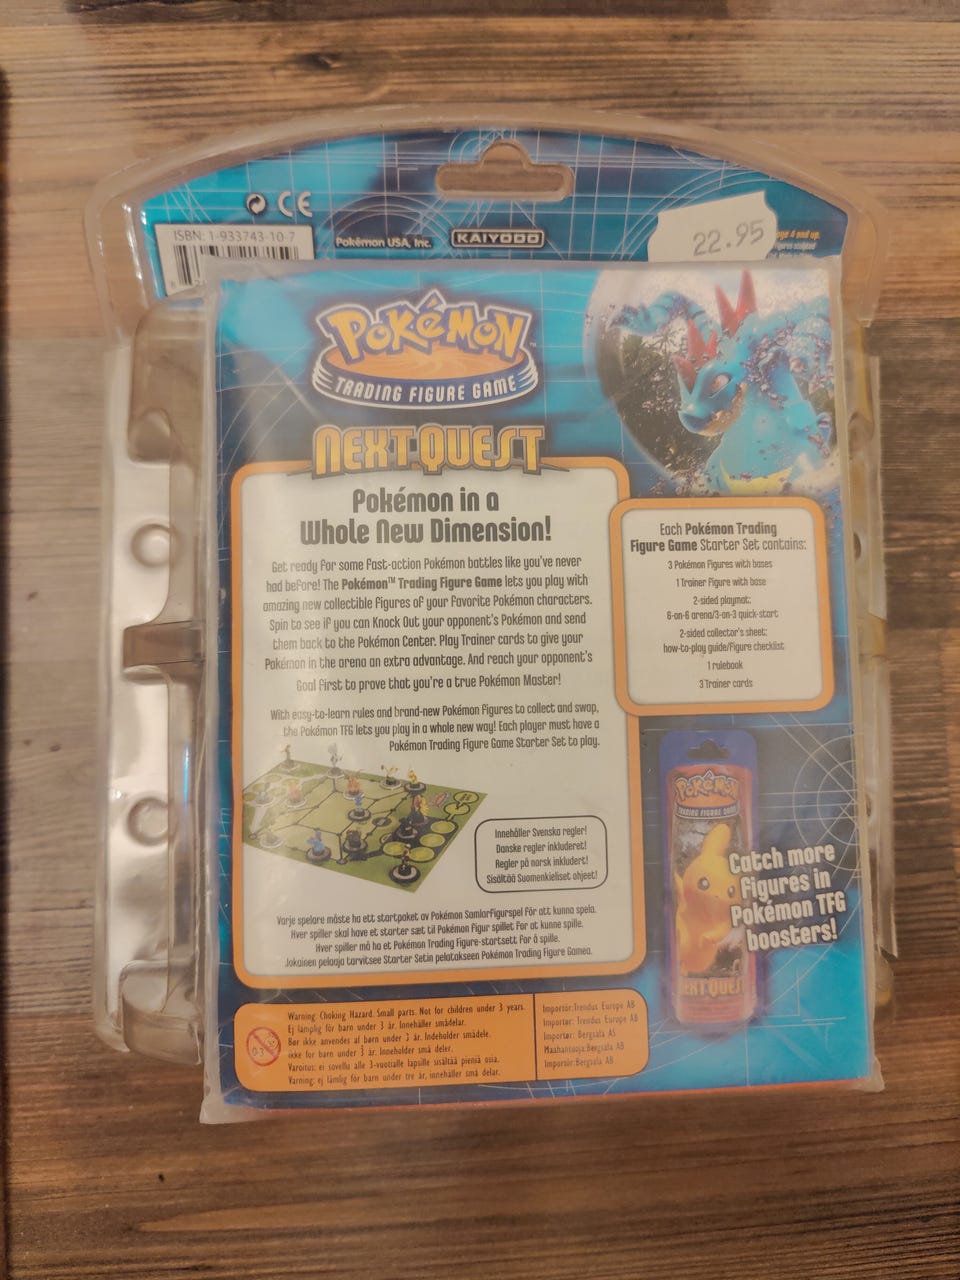 CE
ISBN: 1-933743-10-7
Pokémon USA, Inc.
KAIYODO
22.95
age 4 and up.
figures sculpted
POKéMON
TRADING FIGURE GAME
NEXT QUEST
Pokémon in a
Whole New Dimension!
Get ready for some fast-action Pokémon battles like you've never
had before! The Pokémon™ Trading Figure Game lets you play with
amazing new collectible figures of your favorite Pokémon characters.
Spin to see if you can Knock Out your opponent's Pokémon and send
them back to the Pokémon Center. Play Trainer cards to give your
Pokémon in the arena an extra advantage. And reach your opponent's
Goal first to prove that you're a true Pokémon Master!
With easy-to-learn rules and brand-new Pokémon figures to collect and swap,
the Pokémon TFG lets you play in a whole new way! Each player must have a
Pokémon Trading Figure Game Starter Set to play.
Innehåller Svenska regler!
Danske regler inkluderet!
Regler på norsk inkludert!
Sisältää Suomenkieliset ohjeet!
Varje spelare måste ha ett startpaket av Pokémon Samlarfigurspel för att kunna spela.
Hver spiller skal have et starter sæt til Pokémon figur spillet for at kunne spille.
Hver spiller må ha et Pokémon Trading Figure-startsett for å spille.
Jokainen pelaaja tarvitsee Starter Setin pelatakseen Pokémon Trading Figure Gamea.
Each Pokémon Trading
Figure Game Starter Set contains:
3 Pokémon figures with bases
1 Trainer figure with base
2-sided playmat:
6-on-6 arena/3-on-3 quick-start
2-sided collector's sheet:
how-to-play guide/figure checklist
1 rulebook
3 Trainer cards
POKéMON
TRADING FIGURE GAME
NEXT QUEST
Catch more
figures in
Pokémon TFG
boosters!
0-3
Warning: Choking Hazard. Small parts. Not for children under 3 years.
Ej lämplig för barn under 3 år. Innehåller smådelar.
Bør ikke anvendes af børn under 3 år. Indeholder smådele.
ikke for barn under 3 år. Inneholder små deler.
Varoitus: ei sovellu alle 3-vuotialle lapsille sisältää pieniä osia.
Varning: ej lämplig för barn under tre år, innehåller små delar.
Importör:Trendus Europe AB
Importør: Trendus Europe AB
Importør: Bergsala AS
Maahantuoja:Bergsala AB
Importör:Bergsala AB